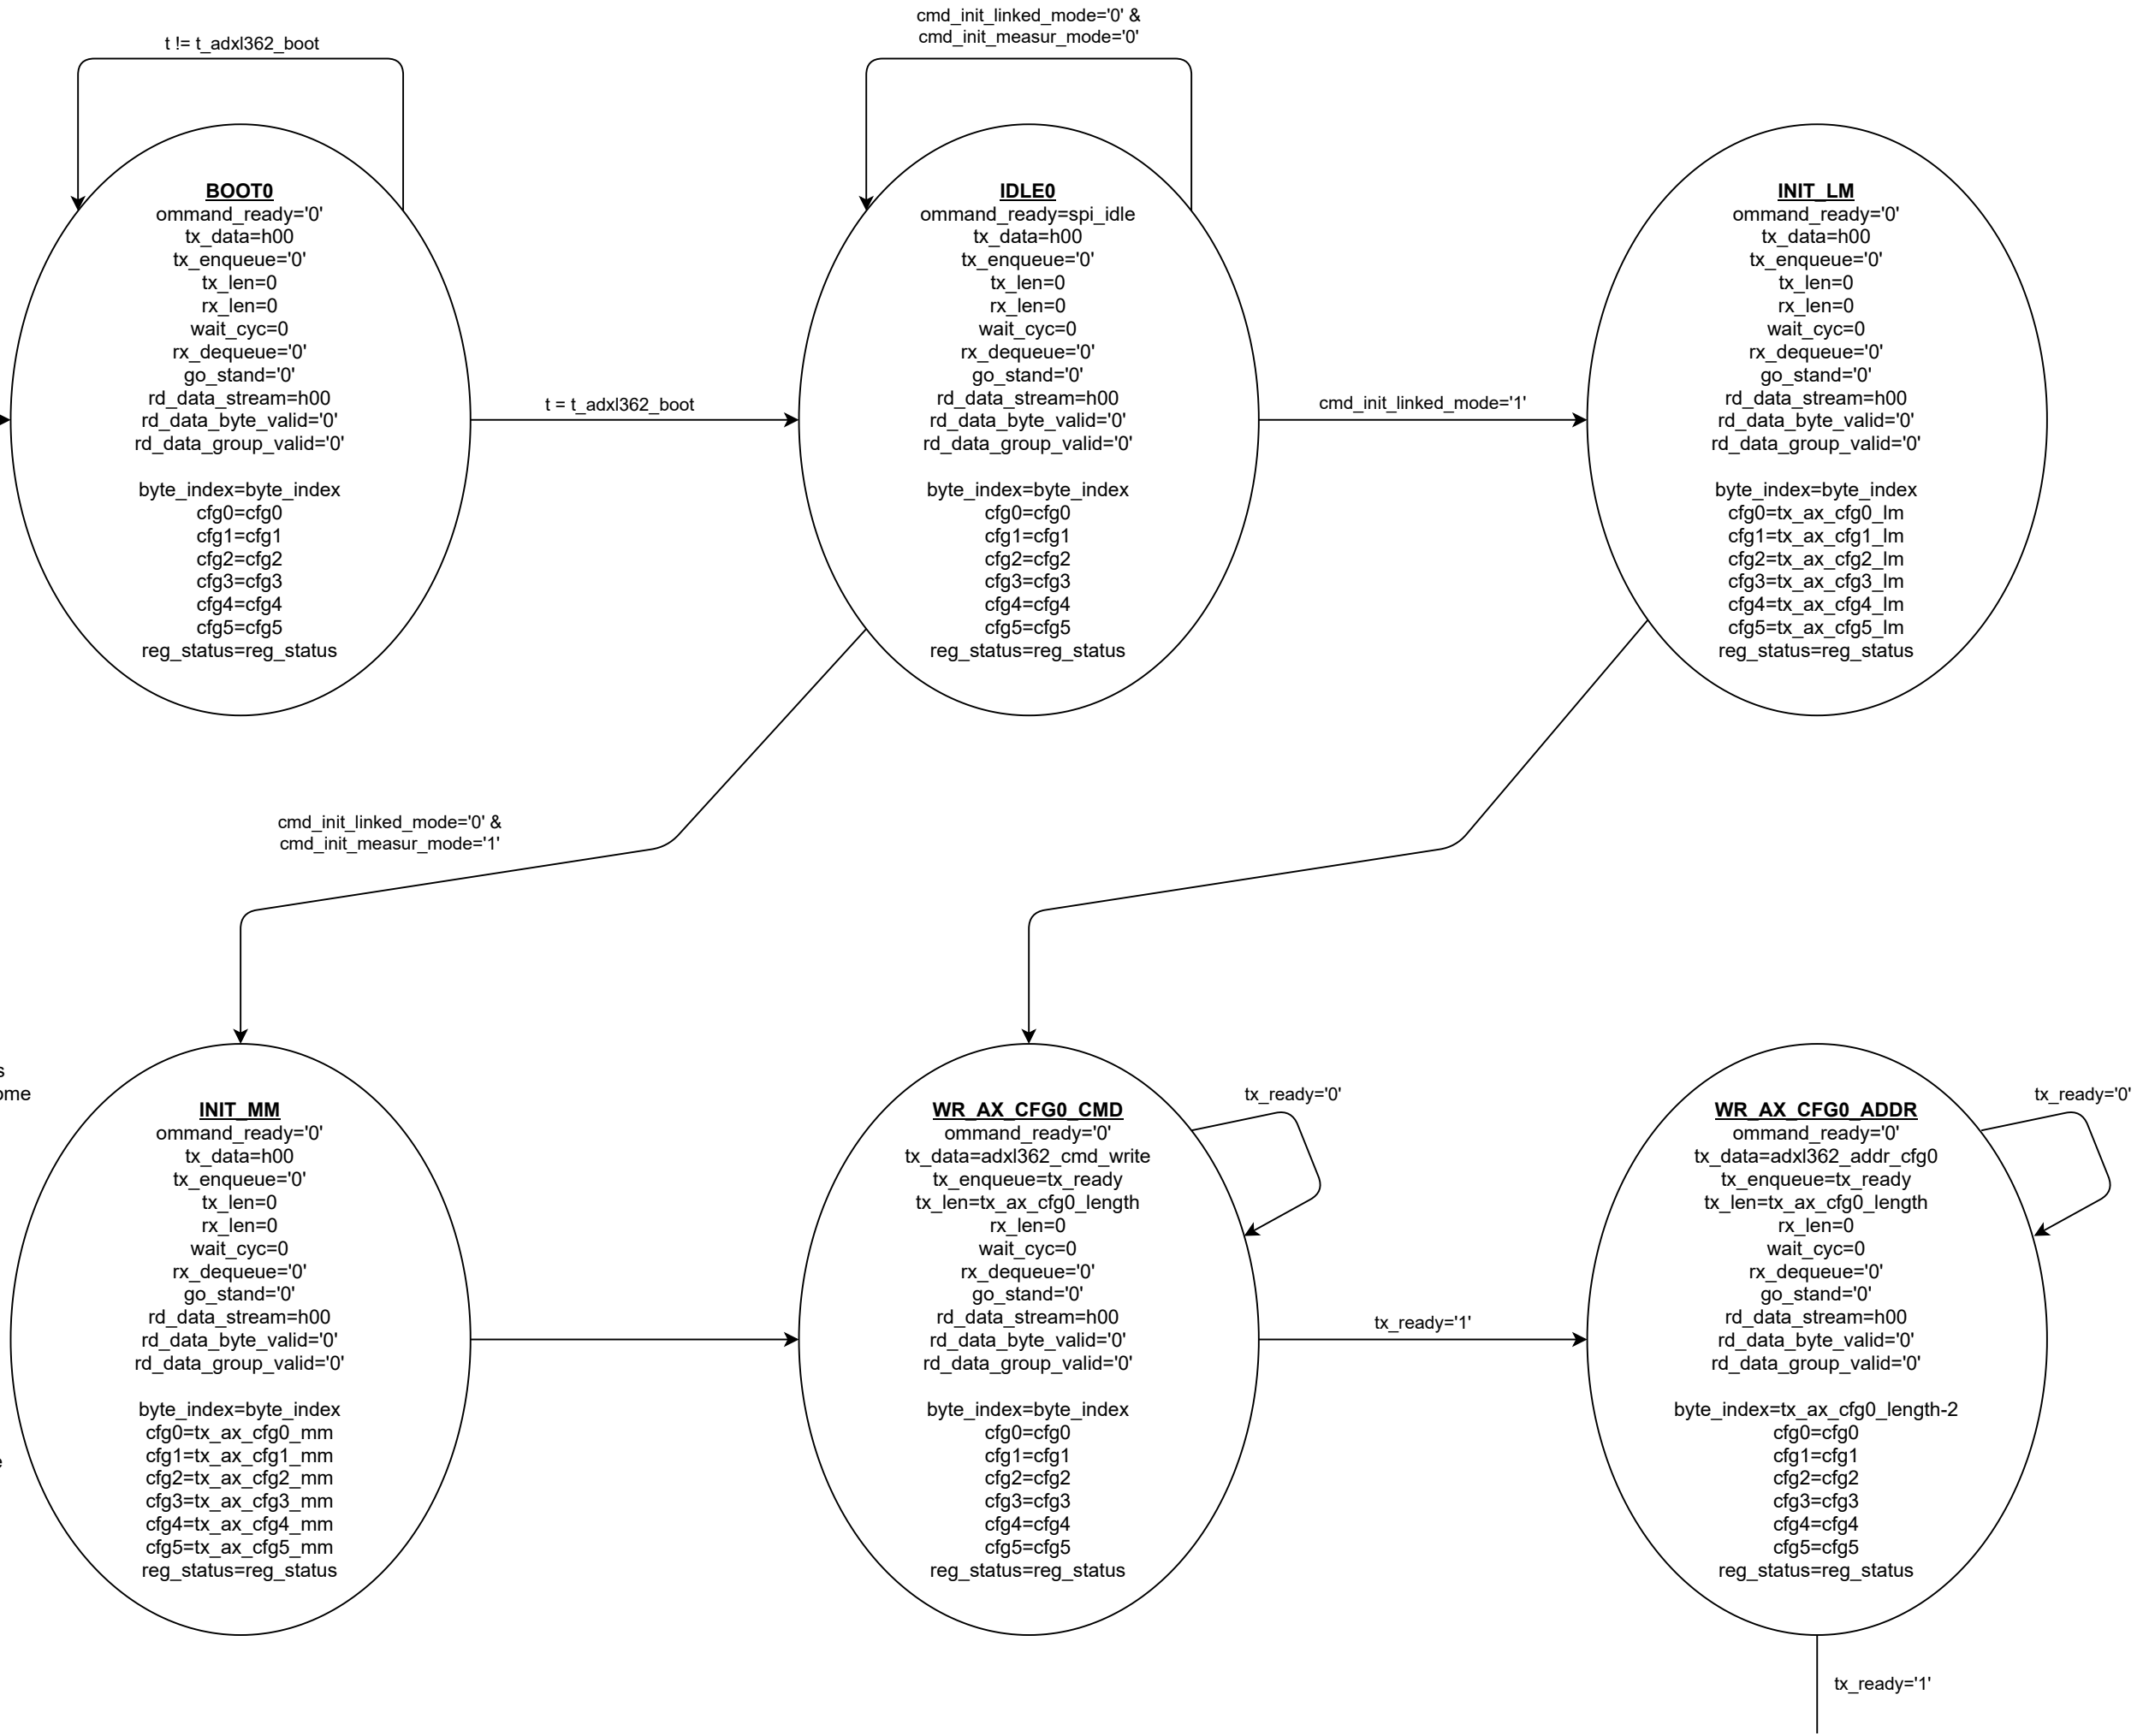 t != t_adxl362_boot
cmd_init_linked_mode='0' &
cmd_init_measur_mode='0'
BOOT0
ommand_ready='0'
tx_data=h00
tx_enqueue='0'
tx_len=0
rx_len=0
wait_cyc=0
rx_dequeue='0'
go_stand='0'
rd_data_stream=h00
rd_data_byte_valid='0'
rd_data_group_valid='0'
byte_index=byte_index
cfg0=cfg0
cfg1=cfg1
cfg2=cfg2
cfg3=cfg3
cfg4=cfg4
cfg5=cfg5
reg_status=reg_status
t = t_adxl362_boot
IDLE0
ommand_ready=spi_idle
tx_data=h00
tx_enqueue='0'
tx_len=0
rx_len=0
wait_cyc=0
rx_dequeue='0'
go_stand='0'
rd_data_stream=h00
rd_data_byte_valid='0'
rd_data_group_valid='0'
byte_index=byte_index
cfg0=cfg0
cfg1=cfg1
cfg2=cfg2
cfg3=cfg3
cfg4=cfg4
cfg5=cfg5
reg_status=reg_status
cmd_init_linked_mode='1'
INIT_LM
ommand_ready='0'
tx_data=h00
tx_enqueue='0'
tx_len=0
rx_len=0
wait_cyc=0
rx_dequeue='0'
go_stand='0'
rd_data_stream=h00
rd_data_byte_valid='0'
rd_data_group_valid='0'
byte_index=byte_index
cfg0=tx_ax_cfg0_lm
cfg1=tx_ax_cfg1_lm
cfg2=tx_ax_cfg2_lm
cfg3=tx_ax_cfg3_lm
cfg4=tx_ax_cfg4_lm
cfg5=tx_ax_cfg5_lm
reg_status=reg_status
cmd_init_linked_mode='0' &
cmd_init_measur_mode='1'
s
ome
e
INIT_MM
ommand_ready='0'
tx_data=h00
tx_enqueue='0'
tx_len=0
rx_len=0
wait_cyc=0
rx_dequeue='0'
go_stand='0'
rd_data_stream=h00
rd_data_byte_valid='0'
rd_data_group_valid='0'
byte_index=byte_index
cfg0=tx_ax_cfg0_mm
cfg1=tx_ax_cfg1_mm
cfg2=tx_ax_cfg2_mm
cfg3=tx_ax_cfg3_mm
cfg4=tx_ax_cfg4_mm
cfg5=tx_ax_cfg5_mm
reg_status=reg_status
WR_AX_CFG0_CMD
ommand_ready='0'
tx_data=adxl362_cmd_write
tx_enqueue=tx_ready
tx_len=tx_ax_cfg0_length
rx_len=0
wait_cyc=0
rx_dequeue='0'
go_stand='0'
rd_data_stream=h00
rd_data_byte_valid='0'
rd_data_group_valid='0'
byte_index=byte_index
cfg0=cfg0
cfg1=cfg1
cfg2=cfg2
cfg3=cfg3
cfg4=cfg4
cfg5=cfg5
reg_status=reg_status
tx_ready='0'
tx_ready='1'
WR_AX_CFG0_ADDR
ommand_ready='0'
tx_data=adxl362_addr_cfg0
tx_enqueue=tx_ready
tx_len=tx_ax_cfg0_length
rx_len=0
wait_cyc=0
rx_dequeue='0'
go_stand='0'
rd_data_stream=h00
rd_data_byte_valid='0'
rd_data_group_valid='0'
byte_index=tx_ax_cfg0_length-2
cfg0=cfg0
cfg1=cfg1
cfg2=cfg2
cfg3=cfg3
cfg4=cfg4
cfg5=cfg5
reg_status=reg_status
tx_ready='0'
tx_ready='1'